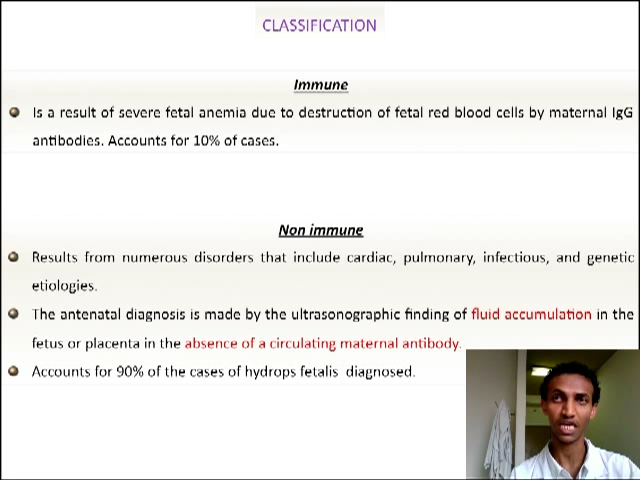 CLASSIFICATION
Immune
Is a result of severe fetal anemia due to destruction of fetal red blood cells by maternal IgG
antibodies. Accounts for 10% of cases.
Non immune
Results from numerous disorders that include cardiac, pulmonary, infectious, and genetic
etiologies.
The antenatal diagnosis is made by the ultrasonographic finding of fluid accumulation in the
fetus or placenta in the absence of a circulating maternal antibody.
Accounts for 90% of the cases of hydrops fetalis diagnosed.